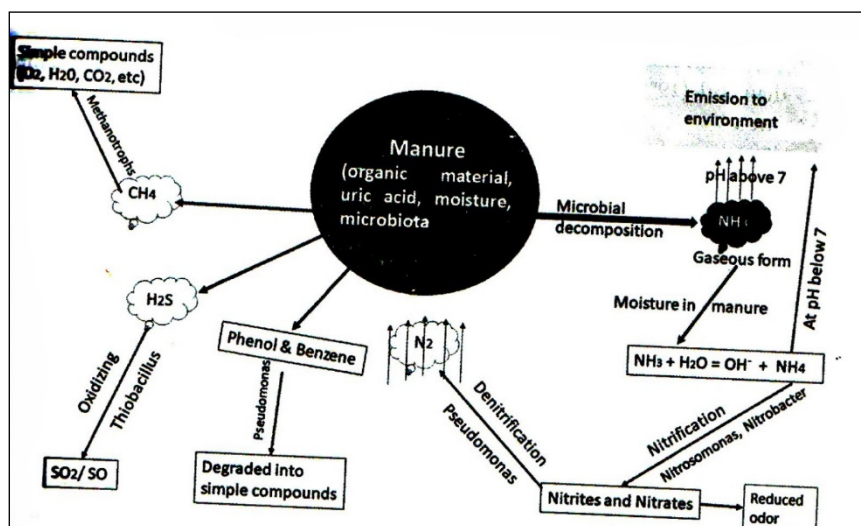 Simple compounds
(O2, H2O, CO2, etc)
Methanotrophs
CH4
Manure
(organic material,
uric acid, moisture,
microbiota
Emission to
environment
pH above 7
Microbial
decomposition
Gaseous form
At pH below 7
Moisture in manure
NH3 + H2O = OH- + NH4
H2S
Oxidizing
Thiobacillus
SO2/ SO
Phenol & Benzene
Pseudomonas
Degraded into
simple compounds
N2
Denitrification
Pseudomonas
Nitrification
Nitrosomonas, Nitrobacter
Nitrites and Nitrates
Reduced
odor